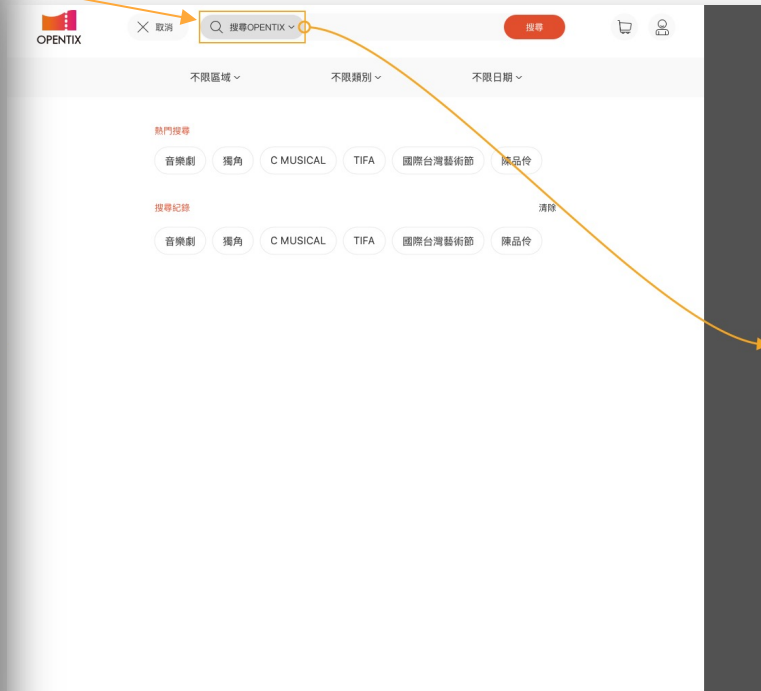 OPENTIX
取消 搜尋OPENTIX 搜尋
不限區域 不限類別 不限日期
熱門搜尋
音樂劇 獨角 C MUSICAL TIFA 國際台灣藝術節 陳品伶
搜尋紀錄 清除
音樂劇 獨角 C MUSICAL TIFA 國際台灣藝術節 陳品伶